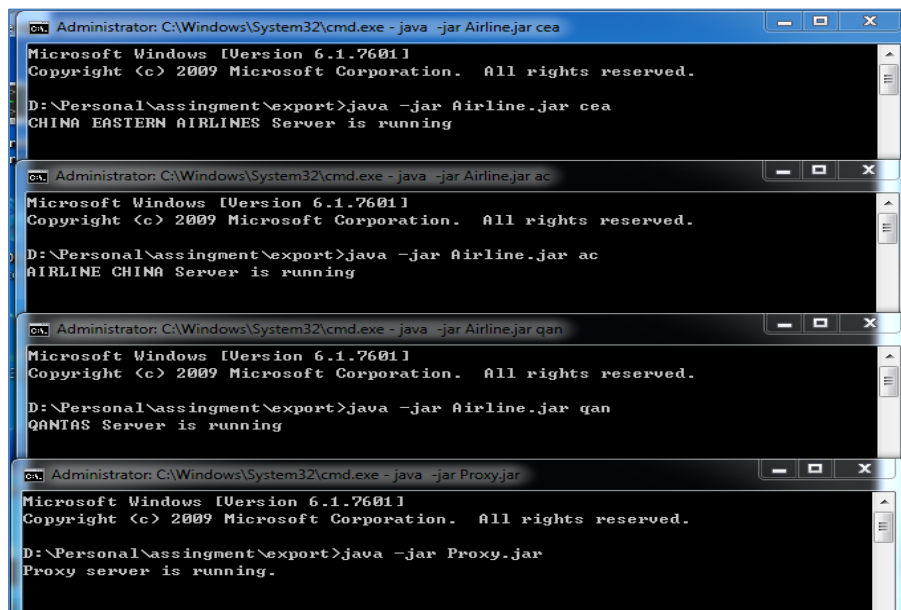 Administrator: C:\Windows\System32\cmd.exe - java -jar Airline.jar cea
Microsoft Windows [Version 6.1.7601]
Copyright (c) 2009 Microsoft Corporation. All rights reserved.
D:\Personal\assingment\export>java -jar Airline.jar cea
CHINA EASTERN AIRLINES Server is running
Administrator: C:\Windows\System32\cmd.exe - java -jar Airline.jar ac
Microsoft Windows [Version 6.1.7601]
Copyright (c) 2009 Microsoft Corporation. All rights reserved.
D:\Personal\assingment\export>java -jar Airline.jar ac
AIRLINE CHINA Server is running
Administrator: C:\Windows\System32\cmd.exe - java -jar Airline.jar qan
Microsoft Windows [Version 6.1.7601]
Copyright (c) 2009 Microsoft Corporation. All rights reserved.
D:\Personal\assingment\export>java -jar Airline.jar qan
QANTAS Server is running
Administrator: C:\Windows\System32\cmd.exe - java -jar Proxy.jar
Microsoft Windows [Version 6.1.7601]
Copyright (c) 2009 Microsoft Corporation. All rights reserved.
D:\Personal\assingment\export>java -jar Proxy.jar
Proxy server is running.